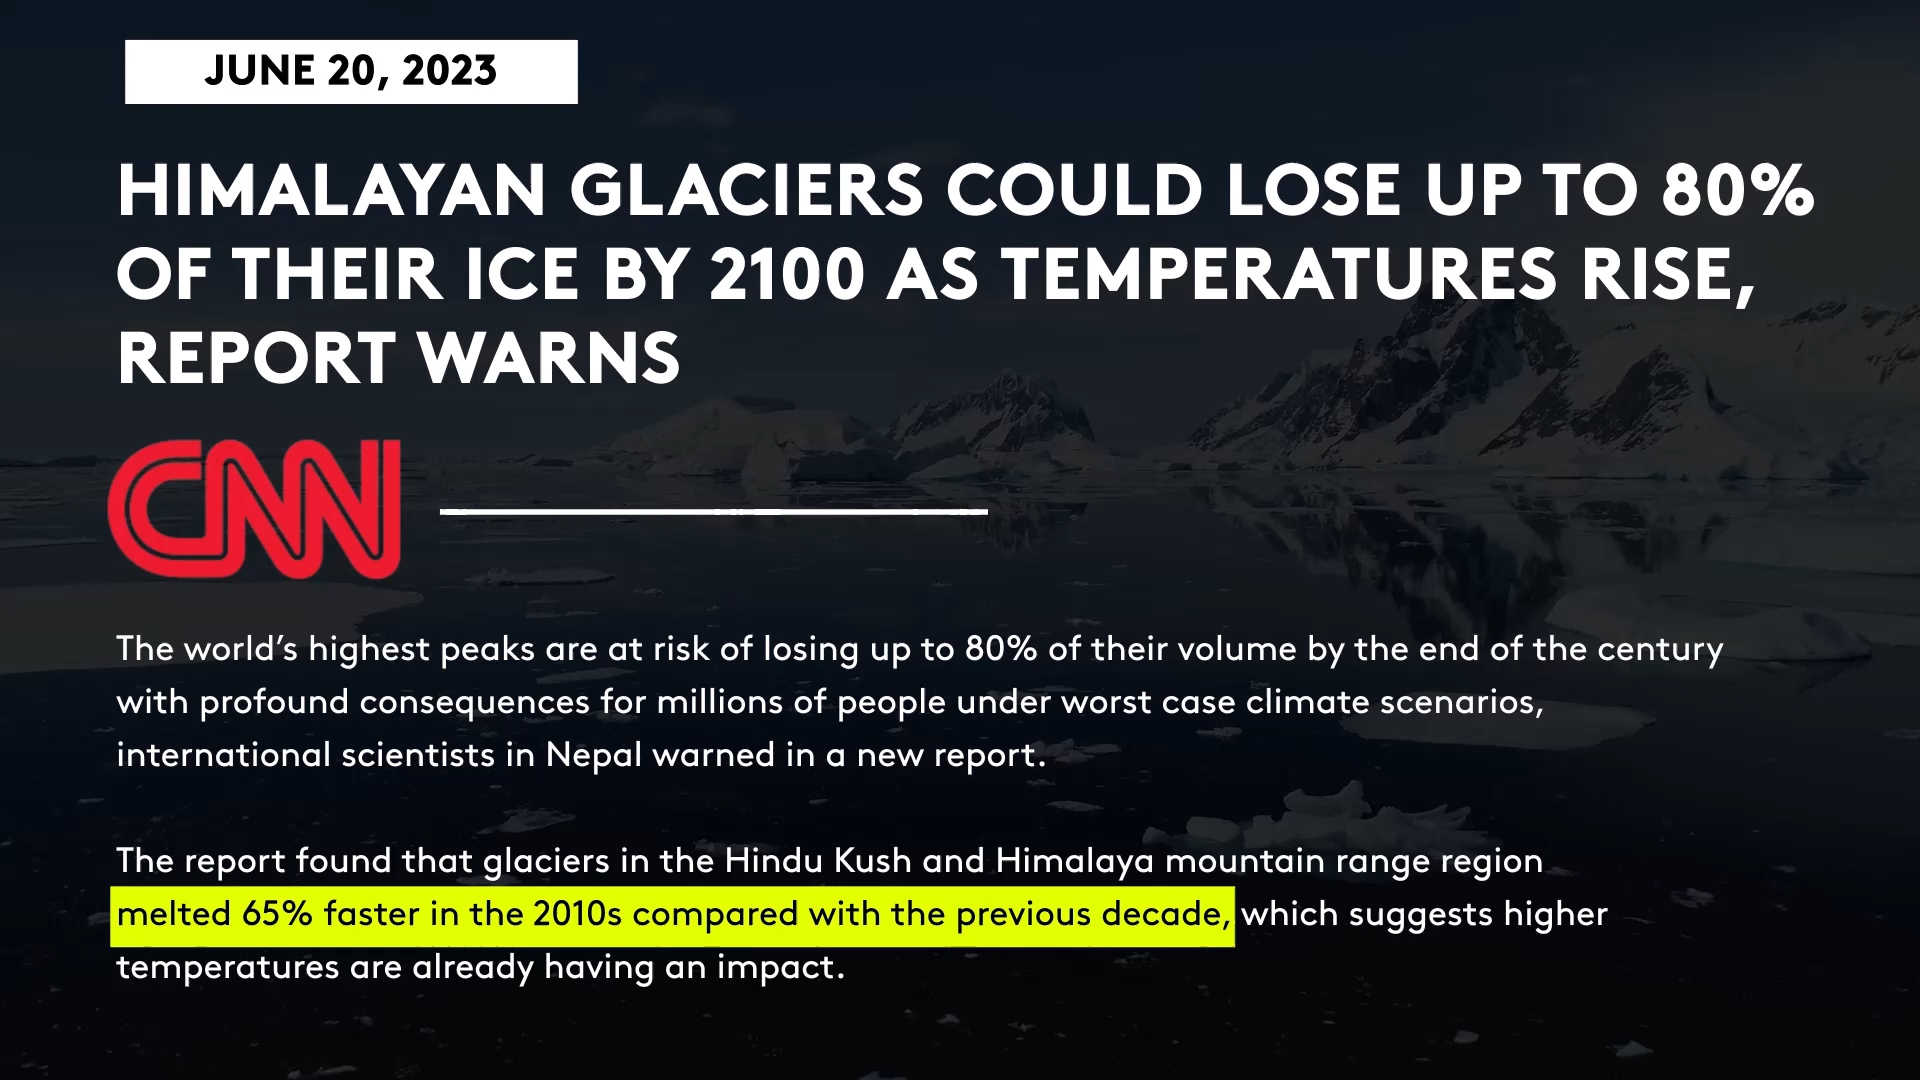 JUNE 20, 2023
HIMALAYAN GLACIERS COULD LOSE UP TO 80%
OF THEIR ICE BY 2100 AS TEMPERATURES RISE,
REPORT WARNS
CNN
The world's highest peaks are at risk of losing up to 80% of their volume by the end of the century
with profound consequences for millions of people under worst case climate scenarios,
international scientists in Nepal warned in a new report.
The report found that glaciers in the Hindu Kush and Himalaya mountain range region
melted 65% faster in the 2010s compared with the previous decade, which suggests higher
temperatures are already having an impact.